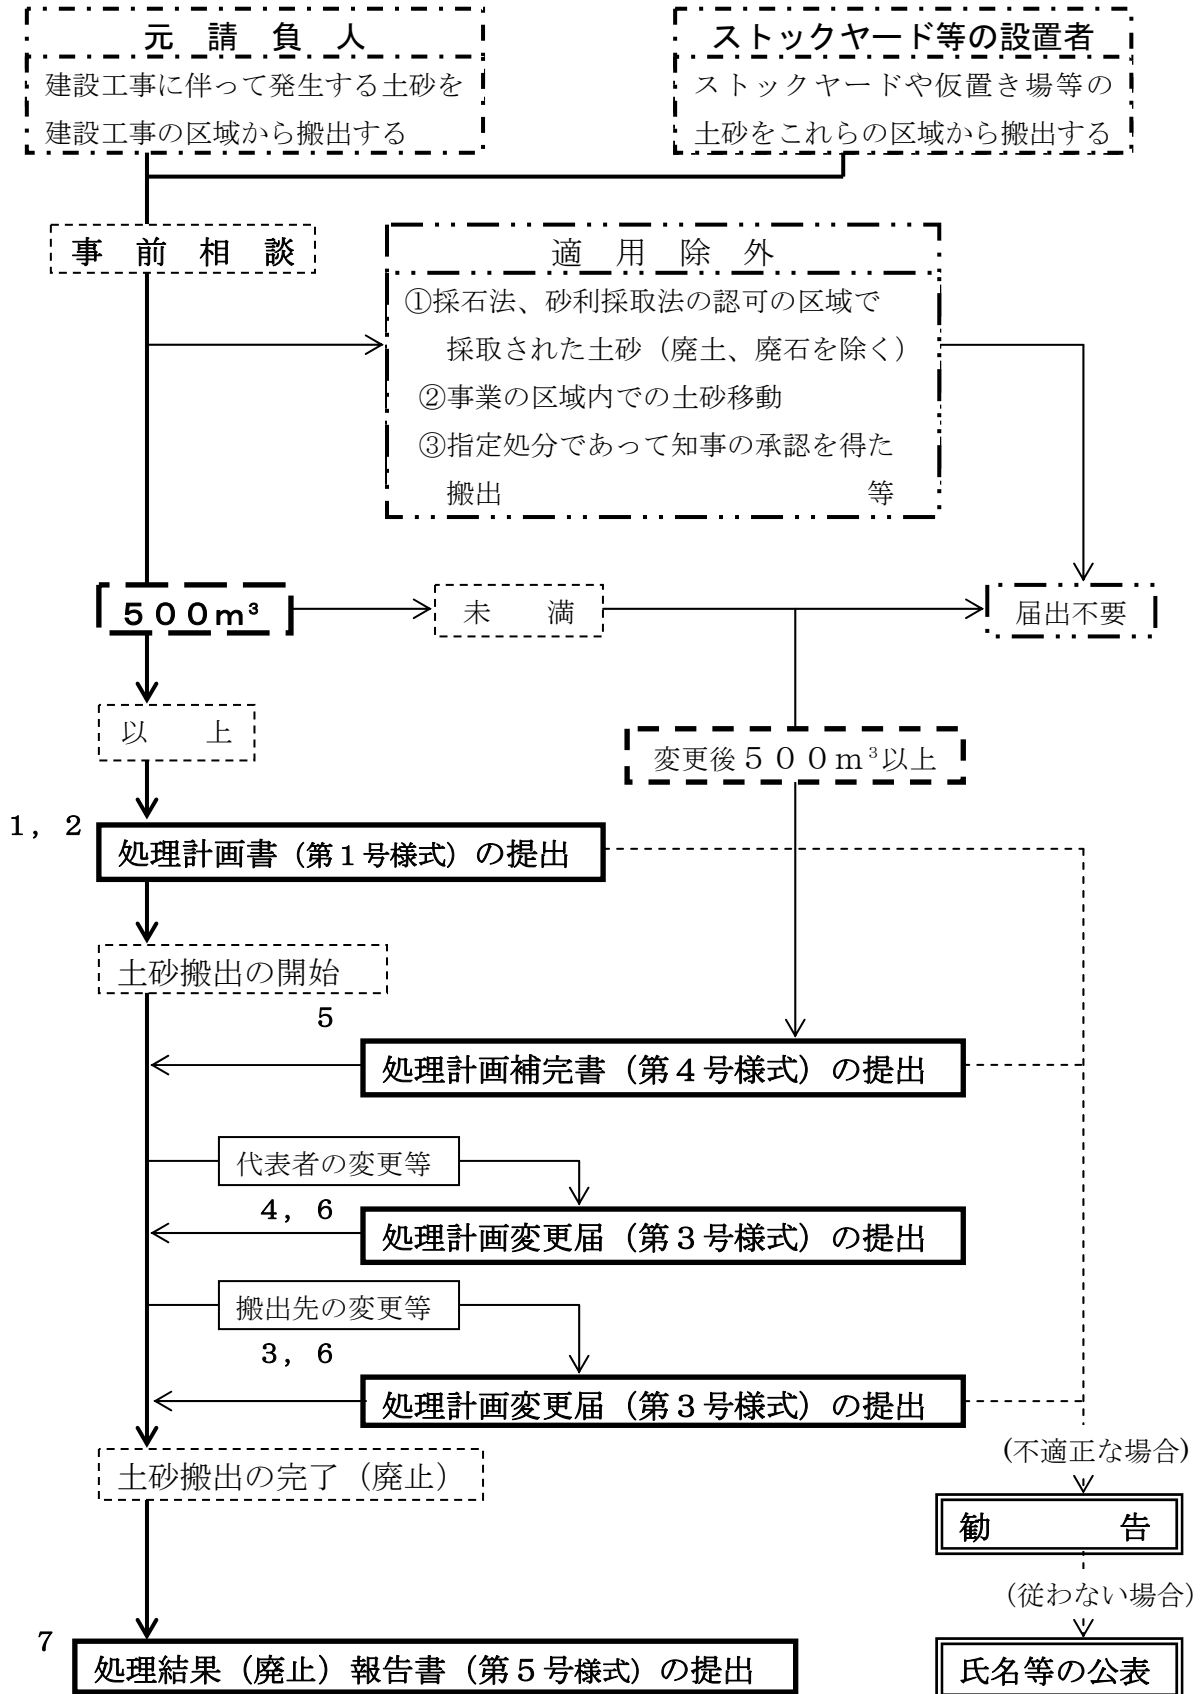 元　請　負　人
建設工事に伴って発生する土砂を
建設工事の区域から搬出する
ストックヤード等の設置者
ストックヤードや仮置き場等の
土砂をこれらの区域から搬出する
事　前　相　談
適　用　除　外
①採石法、砂利採取法の認可の区域で
採取された土砂（廃土、廃石を除く）
②事業の区域内での土砂移動
③指定処分であって知事の承認を得た
搬出　　　　　　　　　　　　　等
５００ｍ³
未　　満
届出不要
以　　上
変更後５００ｍ³以上
１，２
処理計画書（第１号様式）の提出
土砂搬出の開始
５
処理計画補完書（第４号様式）の提出
代表者の変更等
４，６
処理計画変更届（第３号様式）の提出
搬出先の変更等
３，６
処理計画変更届（第３号様式）の提出
(不適正な場合)
土砂搬出の完了（廃止）
勧　　　　告
(従わない場合)
７
処理結果（廃止）報告書（第５号様式）の提出
氏名等の公表